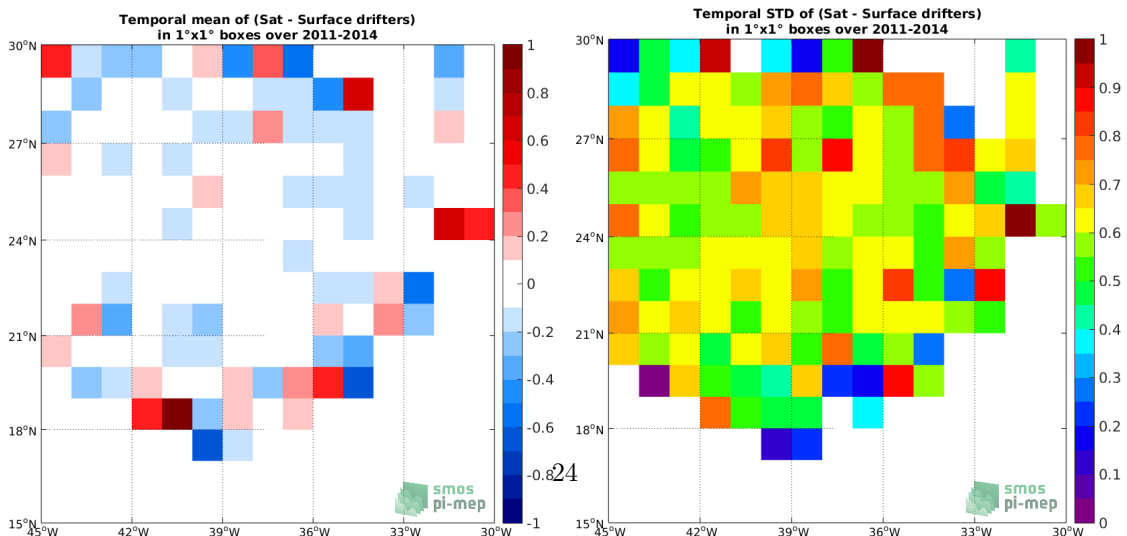 Temporal mean of (Sat - Surface drifters)
in 1°x1° boxes over 2011-2014
30°N
27°N
24°N
21°N
18°N
15°N
45°W
42°W
39°W
36°W
33°W
30°W
1
0.8
0.6
0.4
0.2
0
-0.2
-0.4
-0.6
-0.8
-1
smos
pi-mep
24
Temporal STD of (Sat - Surface drifters)
in 1°x1° boxes over 2011-2014
30°N
27°N
24°N
21°N
18°N
15°N
45°W
42°W
39°W
36°W
33°W
30°W
1
0.9
0.8
0.7
0.6
0.5
0.4
0.3
0.2
0.1
0
smos
pi-mep